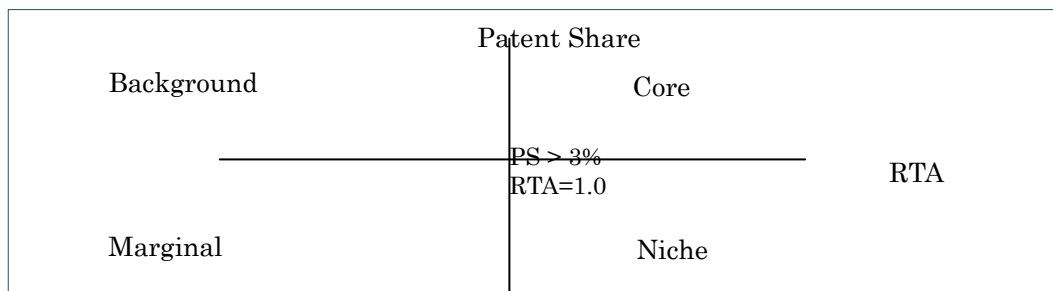 Patent Share
Background
Core
PS > 3%
RTA=1.0
RTA
Marginal
Niche